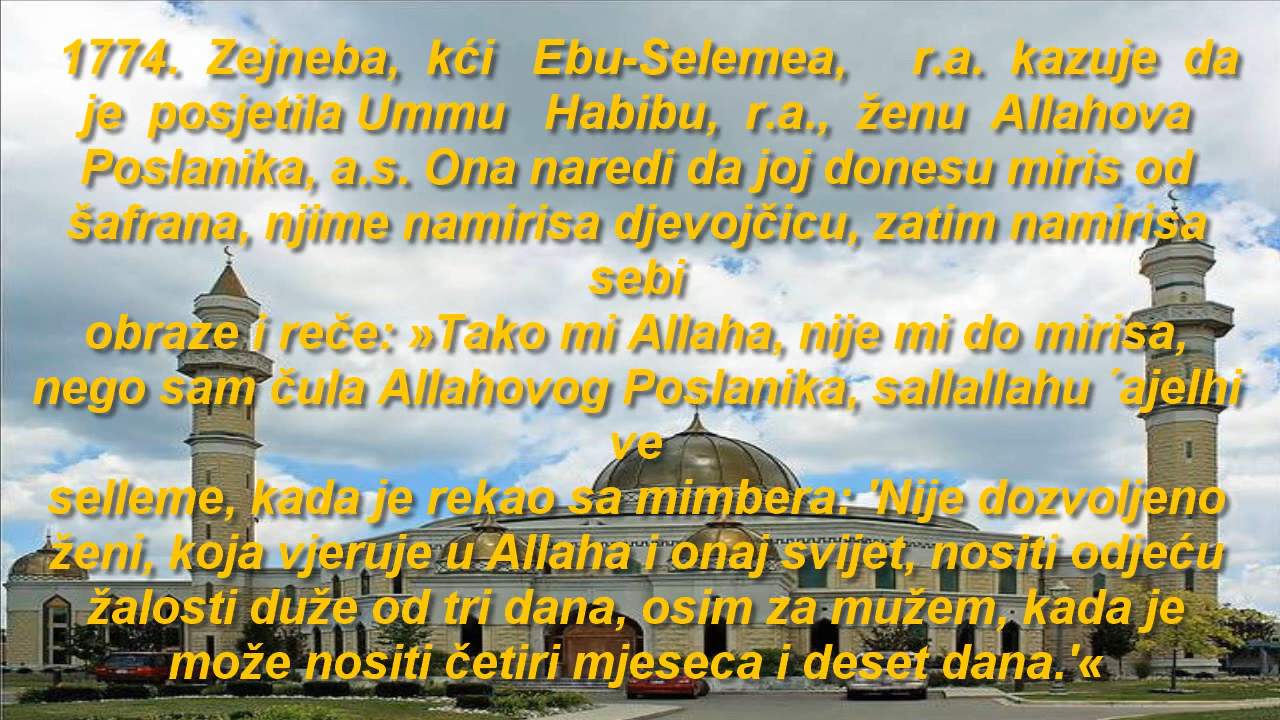 1774. Zejneba, kći Ebu-Selemea, r.a. kazuje da
je posjetila Ummu Habibu, r.a., ženu Allahova
Poslanika, a.s. Ona naredi da joj donesu miris od
šafrana, njime namirisa djevojčicu, zatim namirisa
sebi
obraze i reče: »Tako mi Allaha, nije mi do mirisa,
nego sam čula Allahovog Poslanika, sallallahu ´ajelhi
ve
selleme, kada je rekao sa mimbera: 'Nije dozvoljeno
ženi, koja vjeruje u Allaha i onaj svijet, nositi odjeću
žalosti duže od tri dana, osim za mužem, kada je
može nositi četiri mjeseca i deset dana.'«